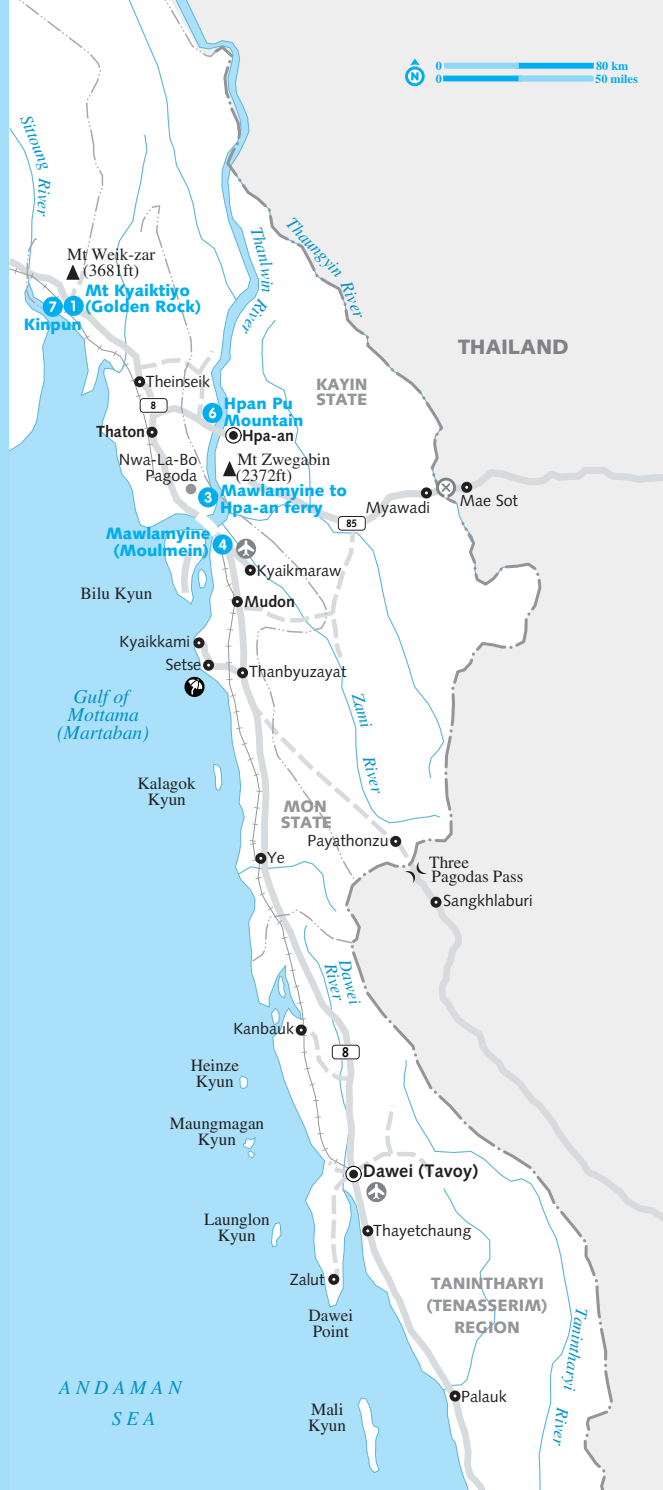 0
80 km
N
0
50 miles
Sittoung
River
Thanlwin
River
Thaungyin River
Mt Weik-zar
(3681ft)
7
1
Mt Kyaiktiyo
(Golden Rock)
Kinpun
THAILAND
KAYIN
STATE
Theinseik
8
6
Hpan Pu
Mountain
Thaton
Hpa-an
Nwa-La-Bo
Pagoda
Mt Zwegabin
(2372ft)
3
Mawlamyine to
Hpa-an ferry
Myawadi
Mae Sot
85
Mawlamyine
(Moulmein)
4
Kyaikmaraw
Bilu Kyun
Mudon
Kyaikkami
Setse
Thanbyuzayat
Gulf of
Mottama
(Martaban)
Zami
River
Kalagok
Kyun
MON
STATE
Payathonzu
Ye
Three
Pagodas Pass
Sangkhlaburi
Dawei
River
Kanbauk
8
Heinze
Kyun
Maungmagan
Kyun
Dawei (Tavoy)
Launglon
Kyun
Thayetchaung
Zalut
TANINTHARYI
(TENASSERIM)
REGION
Dawei
Point
Tanintharyi
River
ANDAMAN
SEA
Palauk
Mali
Kyun